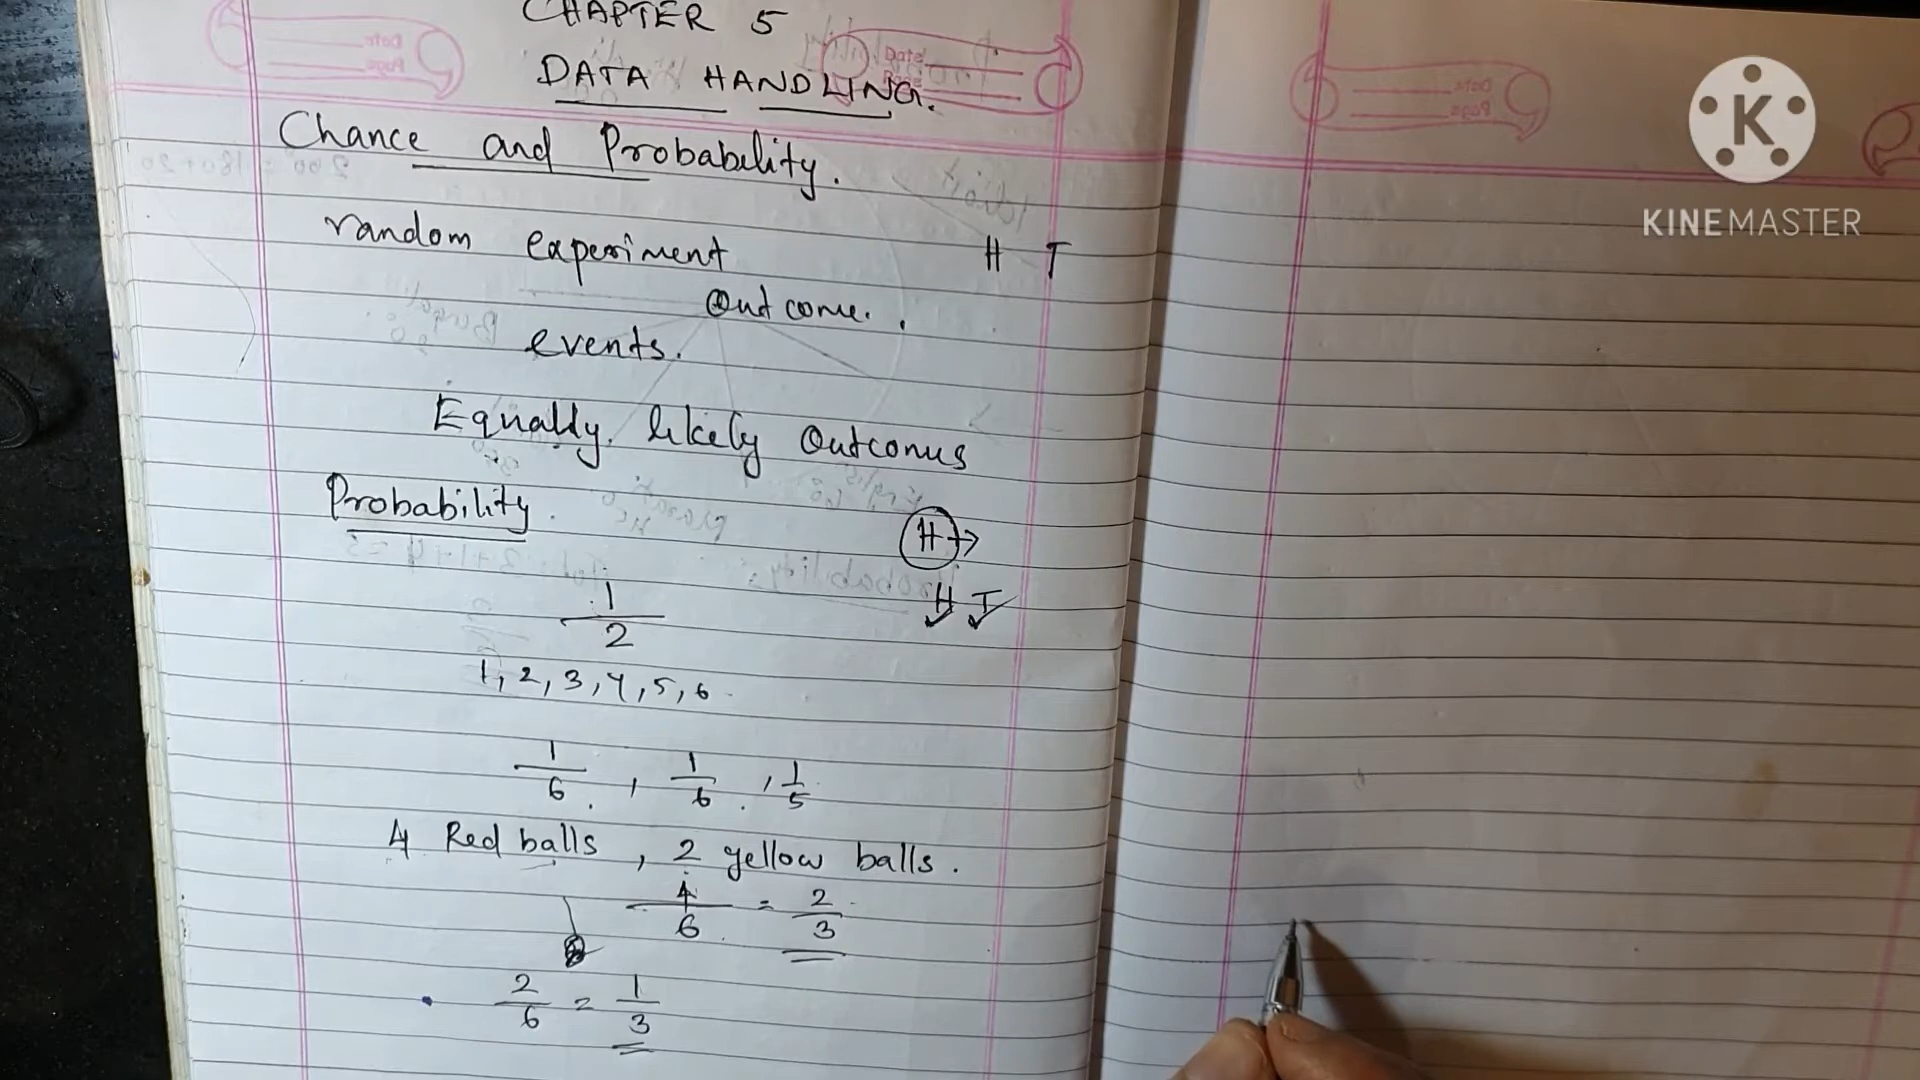 CHAPTER 5
DATA HANDLING.
Chance and Probability.
random experiment H T
Outcome.
events.
Equally likely Outcomes
Probability.
H →
1/2 H T
1, 2, 3, 4, 5, 6
1/6, 1/6, 1/5
4 Red balls, 2 yellow balls.
4/6 = 2/3
2/6 = 1/3
Date
Page
K
KINEMASTER